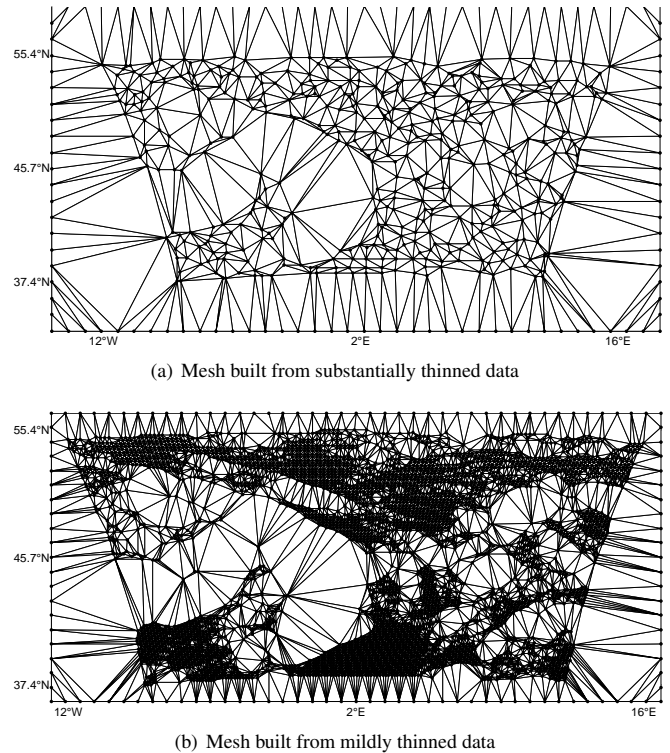 55.4°N
45.7°N
37.4°N
12°W 2°E 16°E
(a) Mesh built from substantially thinned data
55.4°N
45.7°N
37.4°N
12°W 2°E 16°E
(b) Mesh built from mildly thinned data